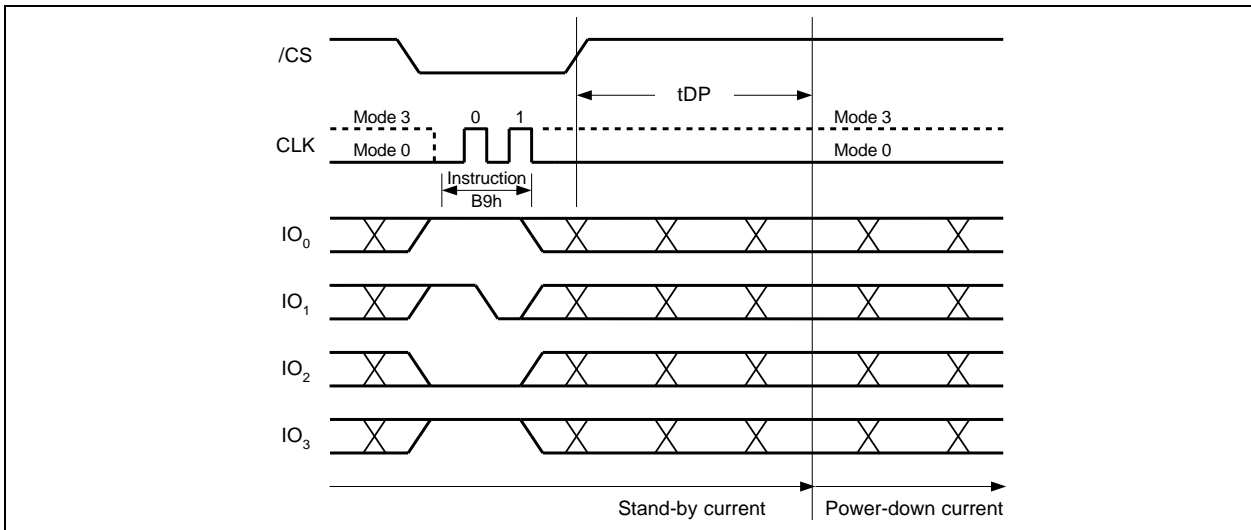 /CS
tDP
Mode 3 0 1 Mode 3
CLK
Mode 0 Mode 0
Instruction
B9h
IO0
IO1
IO2
IO3
Stand-by current Power-down current